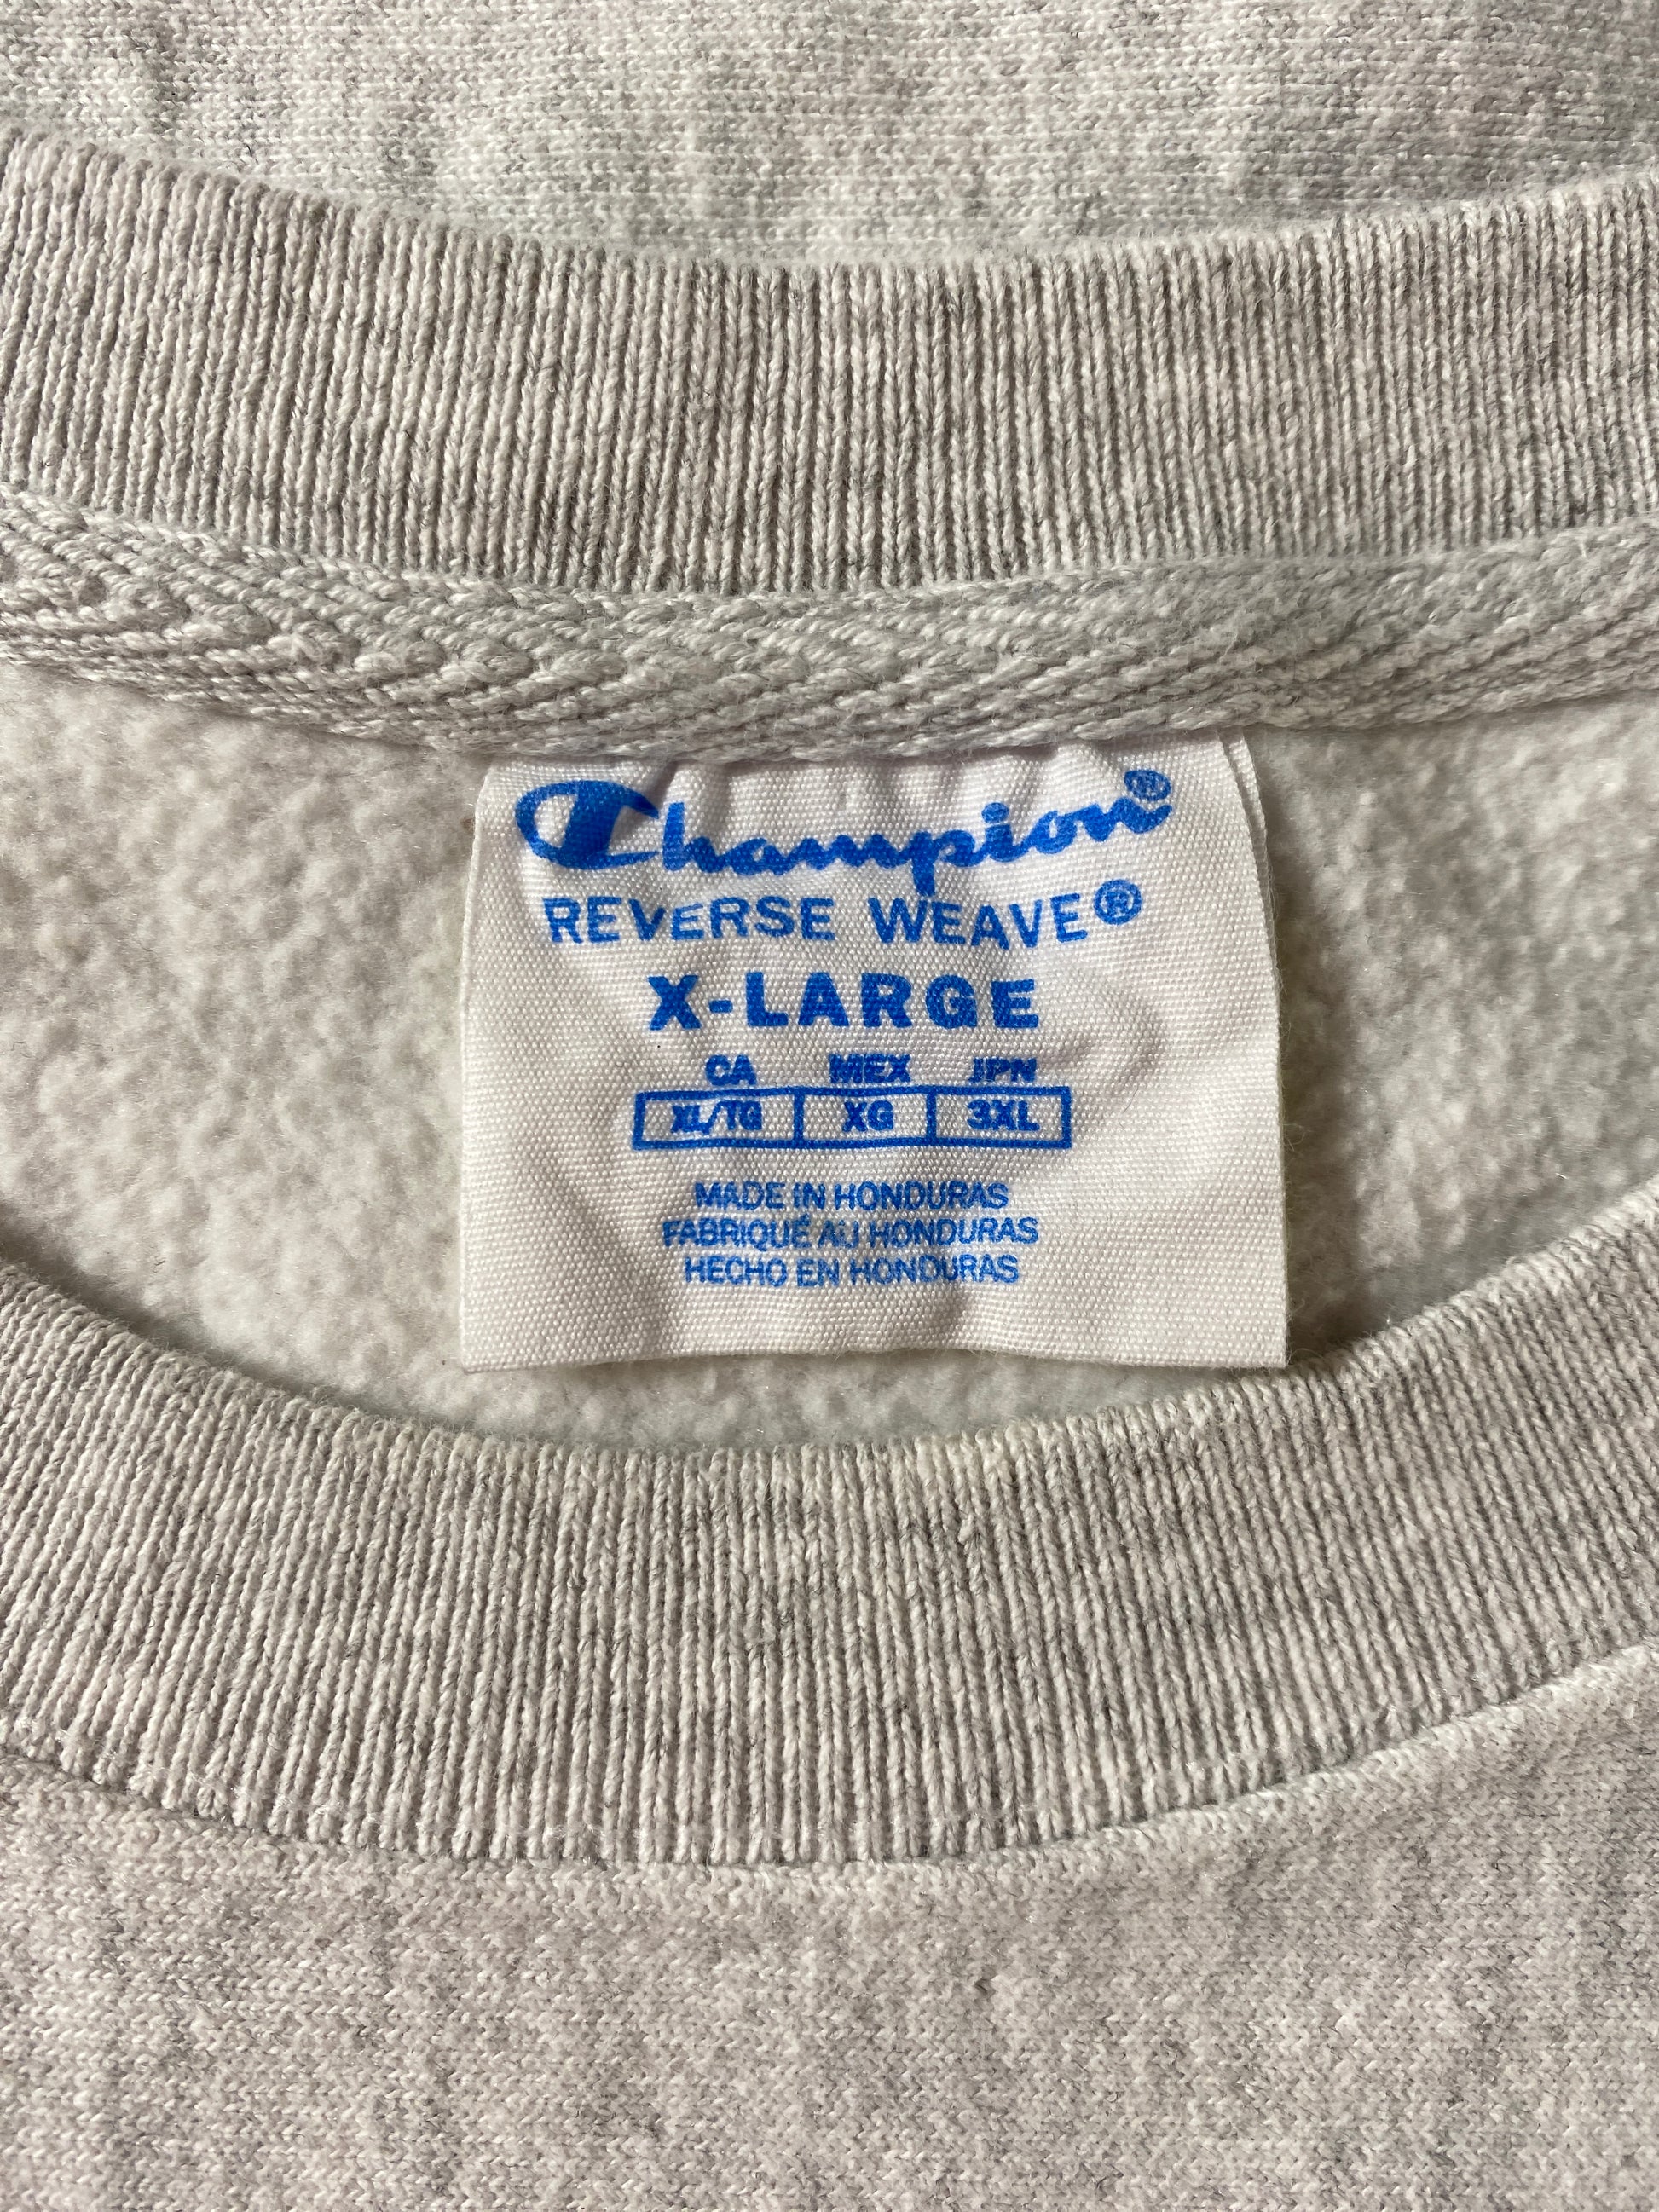 Champion®
REVERSE WEAVE®
X-LARGE
CA MEX JPN
XL/TG XG 3XL
MADE IN HONDURAS
FABRIQUÉ AU HONDURAS
HECHO EN HONDURAS